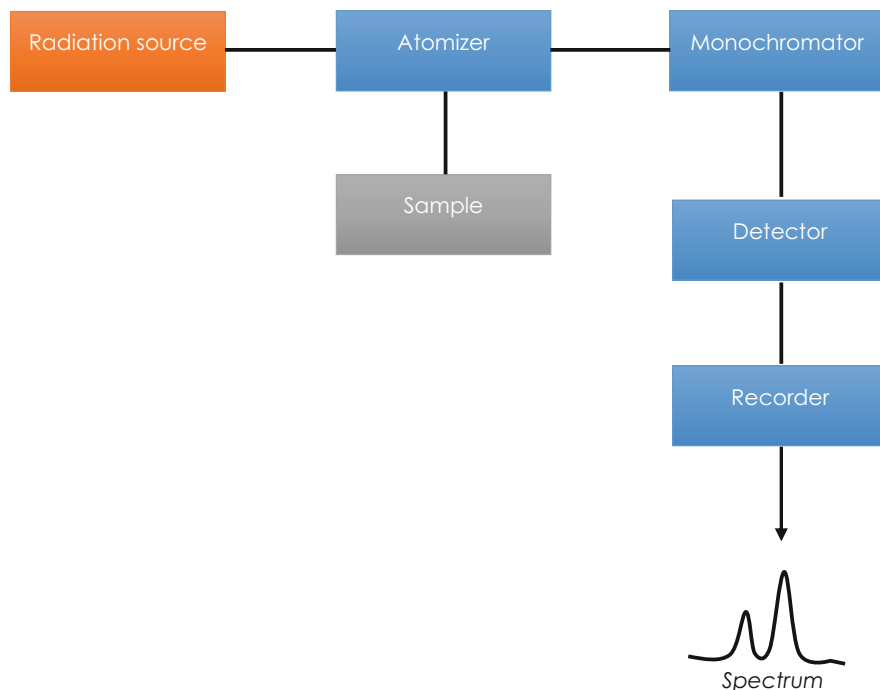 Radiation source
Atomizer
Monochromator
Sample
Detector
Recorder
Spectrum